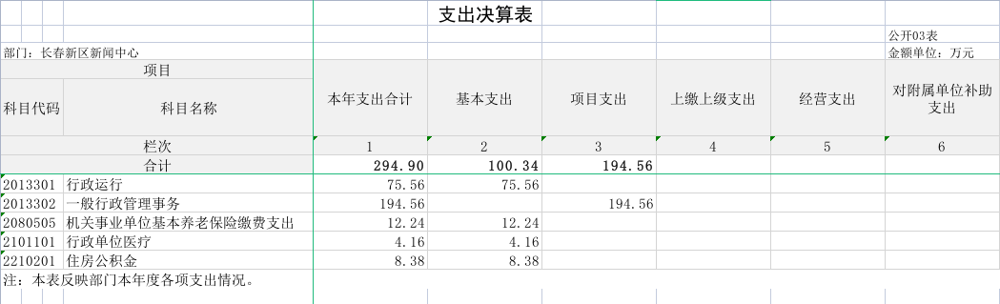 支出决算表
公开03表
部门：长春新区新闻中心 金额单位：万元
项目 本年支出合计 基本支出 项目支出 上缴上级支出 经营支出 对附属单位补助支出
科目代码 科目名称
栏次 1 2 3 4 5 6
合计 294.90 100.34 194.56
2013301 行政运行 75.56 75.56
2013302 一般行政管理事务 194.56 194.56
2080505 机关事业单位基本养老保险缴费支出 12.24 12.24
2101101 行政单位医疗 4.16 4.16
2210201 住房公积金 8.38 8.38
注：本表反映部门本年度各项支出情况。